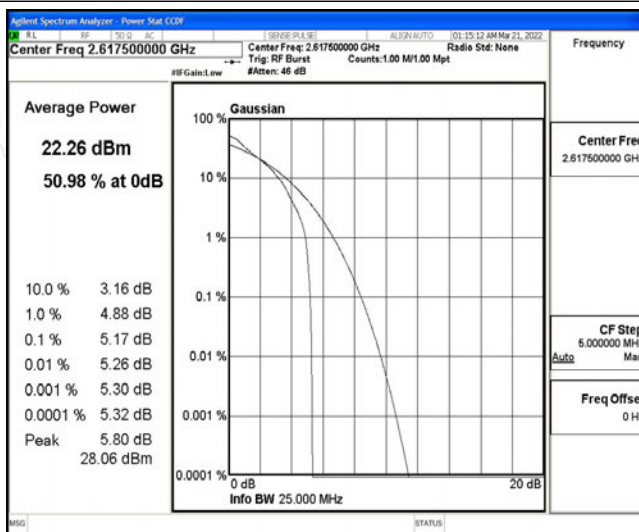 Agilent Spectrum Analyzer - Power Stat CCDF
RL RF 50 Ω AC SENSE:PULSE ALIGN AUTO 01:15:12 AM Mar 21, 2022
Center Freq 2.617500000 GHz
Center Freq: 2.617500000 GHz Radio Std: None
Trig: RF Burst Counts:1.00 M/1.00 Mpt
#IFGain:Low #Atten: 46 dB
Frequency
Average Power
22.26 dBm
50.98 % at 0dB
10.0 % 3.16 dB
1.0 % 4.88 dB
0.1 % 5.17 dB
0.01 % 5.26 dB
0.001 % 5.30 dB
0.0001 % 5.32 dB
Peak 5.80 dB
28.06 dBm
Gaussian
100 %
10 %
1 %
0.1 %
0.01 %
0.001 %
0.0001 %
0 dB 20 dB
Info BW 25.000 MHz
Center Fre
2.617500000 GH
CF Step
5.000000 MH
Auto Ma
Freq Offse
0 H
MSG STATUS